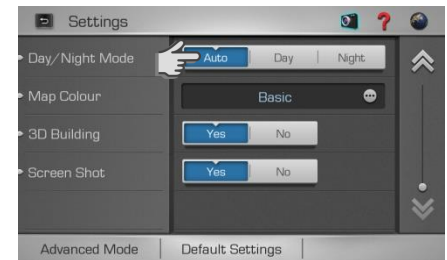 Settings ?
Day/Night Mode Auto Day Night
Map Colour Basic
3D Building Yes No
Screen Shot Yes No
Advanced Mode Default Settings